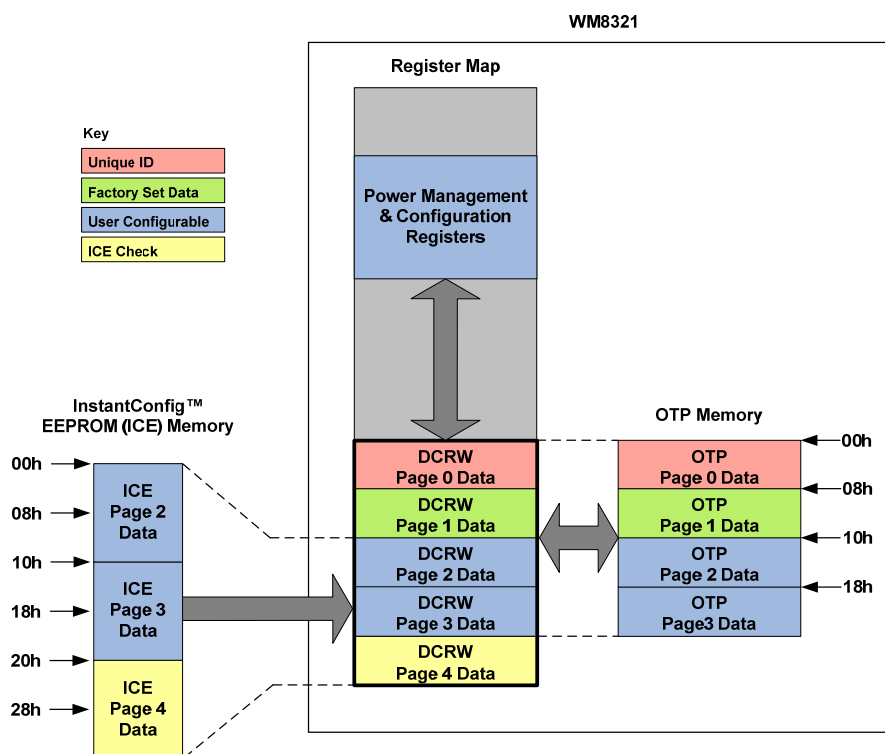 WM8321
Register Map
Key
Unique ID
Factory Set Data
User Configurable
ICE Check
Power Management
& Configuration
Registers
InstantConfig™
EEPROM (ICE) Memory
00h
08h
10h
18h
20h
28h
ICE
Page 2
Data
ICE
Page 3
Data
ICE
Page 4
Data
DCRW
Page 0 Data
DCRW
Page 1 Data
DCRW
Page 2 Data
DCRW
Page 3 Data
DCRW
Page 4 Data
OTP Memory
OTP
Page 0 Data
OTP
Page 1 Data
OTP
Page 2 Data
OTP
Page3 Data
00h
08h
10h
18h